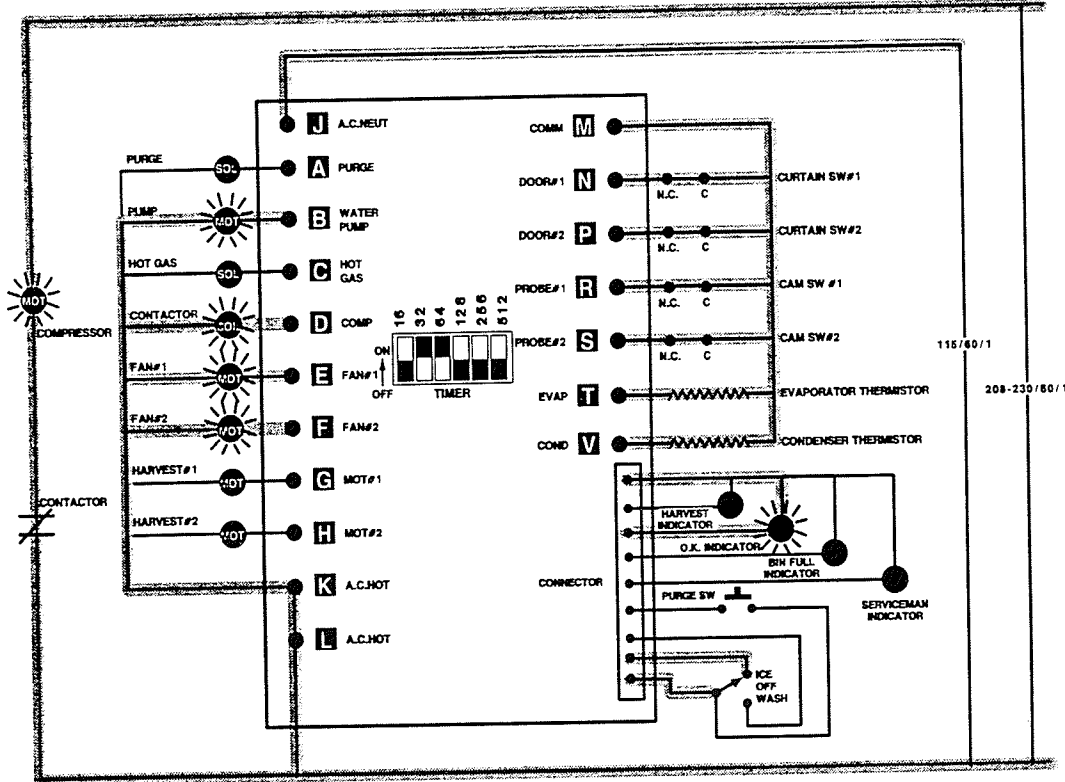 J A.C.NEUT
PURGE SOL A PURGE
PUMP MOT B WATER PUMP
HOT GAS SOL C HOT GAS
MOT
COMPRESSOR
CONTACTOR SOL D COMP
FAN#1 MOT E FAN#1
FAN#2 MOT F FAN#2
HARVEST#1 MOT G MOT#1
CONTACTOR
HARVEST#2 MOT H MOT#2
K A.C.HOT
L A.C.HOT
16 32 64 128 256 512
ON
OFF
TIMER
COMM M
DOOR#1 N N.C. C CURTAIN SW#1
DOOR#2 P N.C. C CURTAIN SW#2
PROBE#1 R N.C. C CAM SW #1
PROBE#2 S N.C. C CAM SW#2
EVAP T EVAPORATOR THERMISTOR
COND V CONDENSER THERMISTOR
115/60/1
208-230/60/1
HARVEST
INDICATOR
O.K. INDICATOR
BIN FULL
INDICATOR
CONNECTOR
SERVICEMAN
INDICATOR
PURGE SW
ICE
OFF
WASH